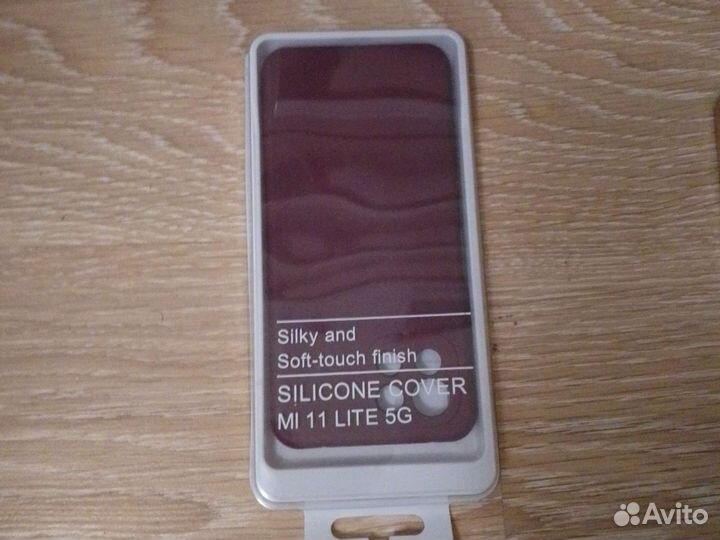 Silky and
Soft-touch finish
SILICONE COVER
MI 11 LITE 5G
Avito